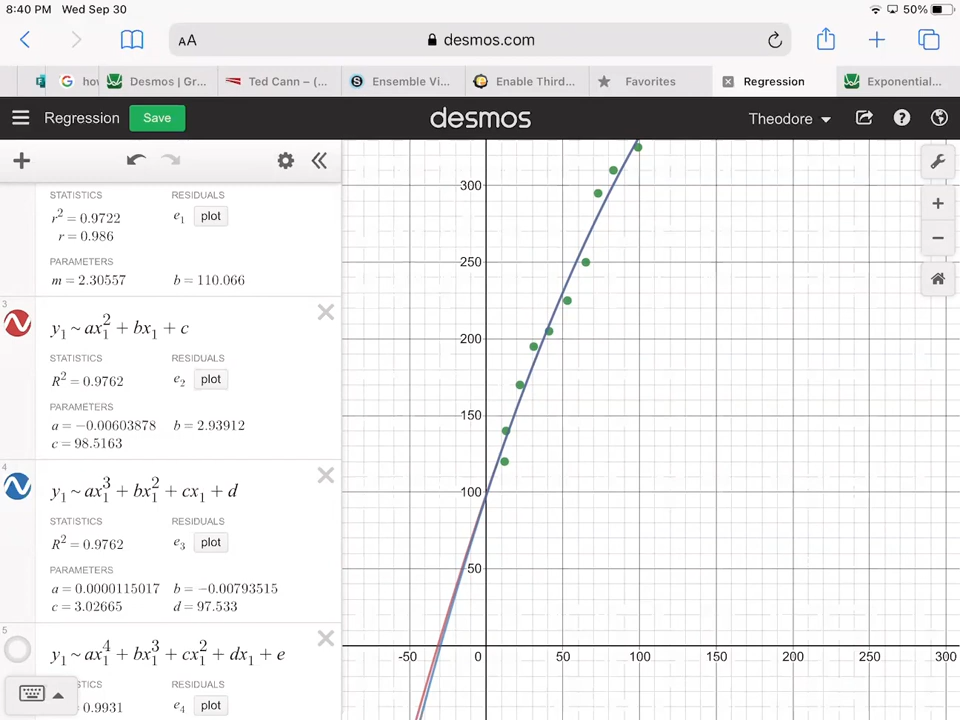 8:40 PM Wed Sep 30 50%
AA desmos.com
hov Desmos | Gr... Ted Cann – (... Ensemble Vi... Enable Third... Favorites Regression Exponential...
Regression Save desmos Theodore
STATISTICS RESIDUALS
r² = 0.9722 e₁ plot
r = 0.986
PARAMETERS
m = 2.30557 b = 110.066
3
y₁ ~ ax₁² + bx₁ + c
STATISTICS RESIDUALS
R² = 0.9762 e₂ plot
PARAMETERS
a = −0.00603878 b = 2.93912
c = 98.5163
4
y₁ ~ ax₁³ + bx₁² + cx₁ + d
STATISTICS RESIDUALS
R² = 0.9762 e₃ plot
PARAMETERS
a = 0.0000115017 b = −0.00793515
c = 3.02665 d = 97.533
5
y₁ ~ ax₁⁴ + bx₁³ + cx₁² + dx₁ + e
STICS RESIDUALS
0.9931 e₄ plot
300
250
200
150
100
50
-50 0 50 100 150 200 250 300